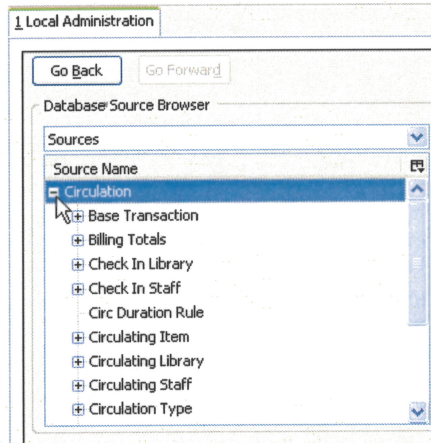 1 Local Administration
Go Back Go Forward
Database Source Browser
Sources
Source Name
Circulation
Base Transaction
Billing Totals
Check In Library
Check In Staff
Circ Duration Rule
Circulating Item
Circulating Library
Circulating Staff
Circulation Type